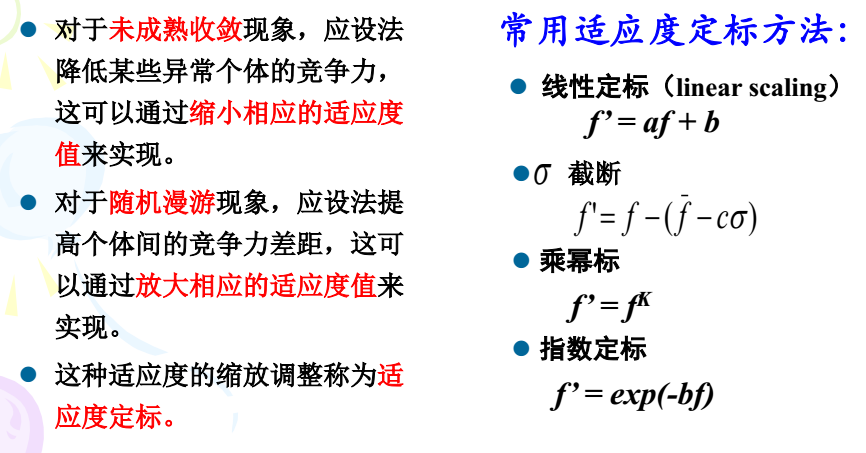 对于未成熟收敛现象，应设法
降低某些异常个体的竞争力，
这可以通过缩小相应的适应度
值来实现。
对于随机漫游现象，应设法提
高个体间的竞争力差距，这可
以通过放大相应的适应度值来
实现。
这种适应度的缩放调整称为适
应度定标。
常用适应度定标方法：
线性定标（linear scaling）
f’ = af + b
σ 截断
f' = f − (f̄ − cσ)
乘幂标
f’ = fᴷ
指数定标
f’ = exp(-bf)